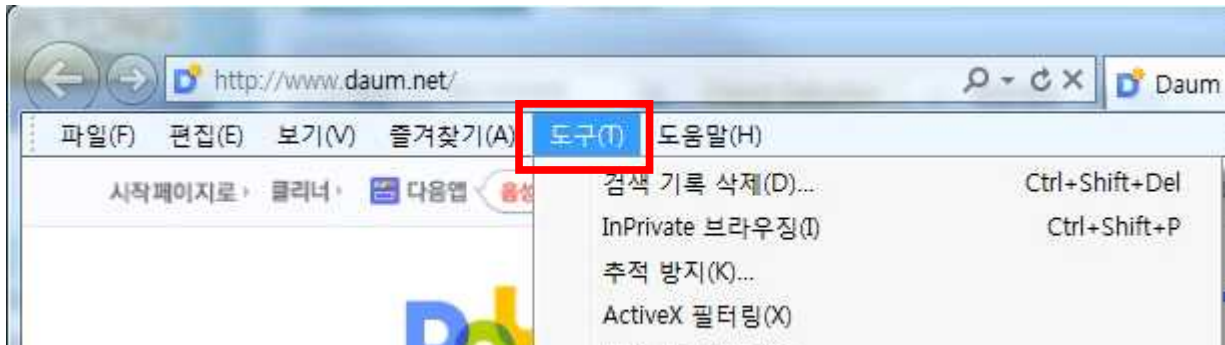 http://www.daum.net/
Daum
파일(F) 편집(E) 보기(V) 즐겨찾기(A) 도구(T) 도움말(H)
시작페이지로 클리너 다음앱 음성
검색 기록 삭제(D)... Ctrl+Shift+Del
InPrivate 브라우징(I) Ctrl+Shift+P
추적 방지(K)...
ActiveX 필터링(X)